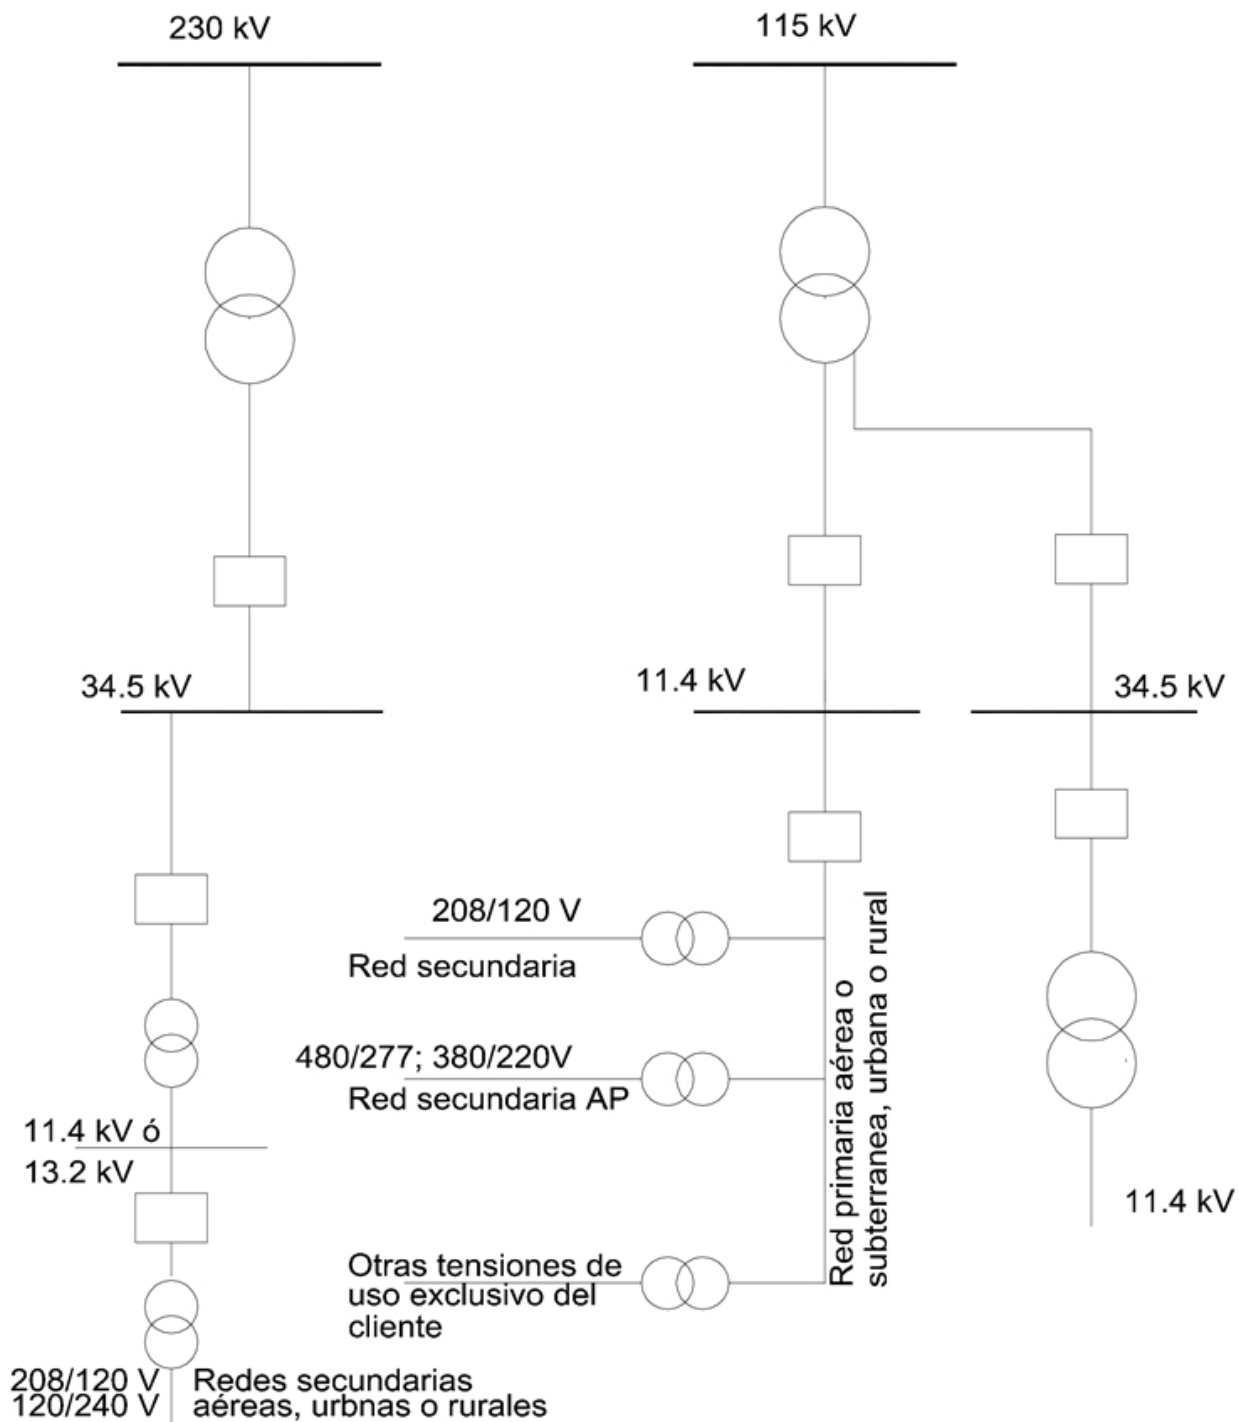 230 kV
115 kV
34.5 kV
11.4 kV
34.5 kV
208/120 V
Red secundaria
480/277; 380/220V
Red secundaria AP
Red primaria aérea o
subterranea, urbana o rural
11.4 kV ó
13.2 kV
11.4 kV
Otras tensiones de
uso exclusivo del
cliente
208/120 V
120/240 V
Redes secundarias
aéreas, urbnas o rurales